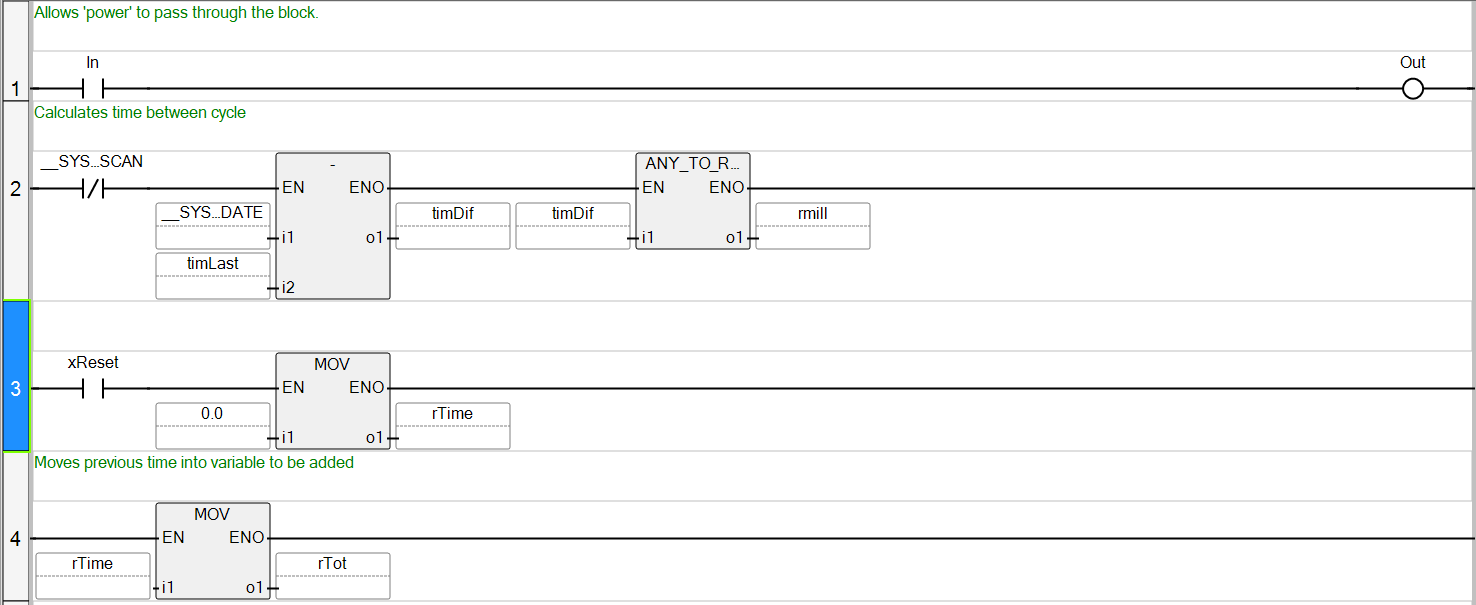 Allows 'power' to pass through the block.
In Out
1
Calculates time between cycle
__SYS...SCAN - ANY_TO_R...
2 EN ENO EN ENO
__SYS...DATE timDif timDif rmill
i1 o1 i1 o1
timLast
i2
xReset MOV
3 EN ENO
0.0 rTime
i1 o1
Moves previous time into variable to be added
MOV
4 EN ENO
rTime rTot
i1 o1